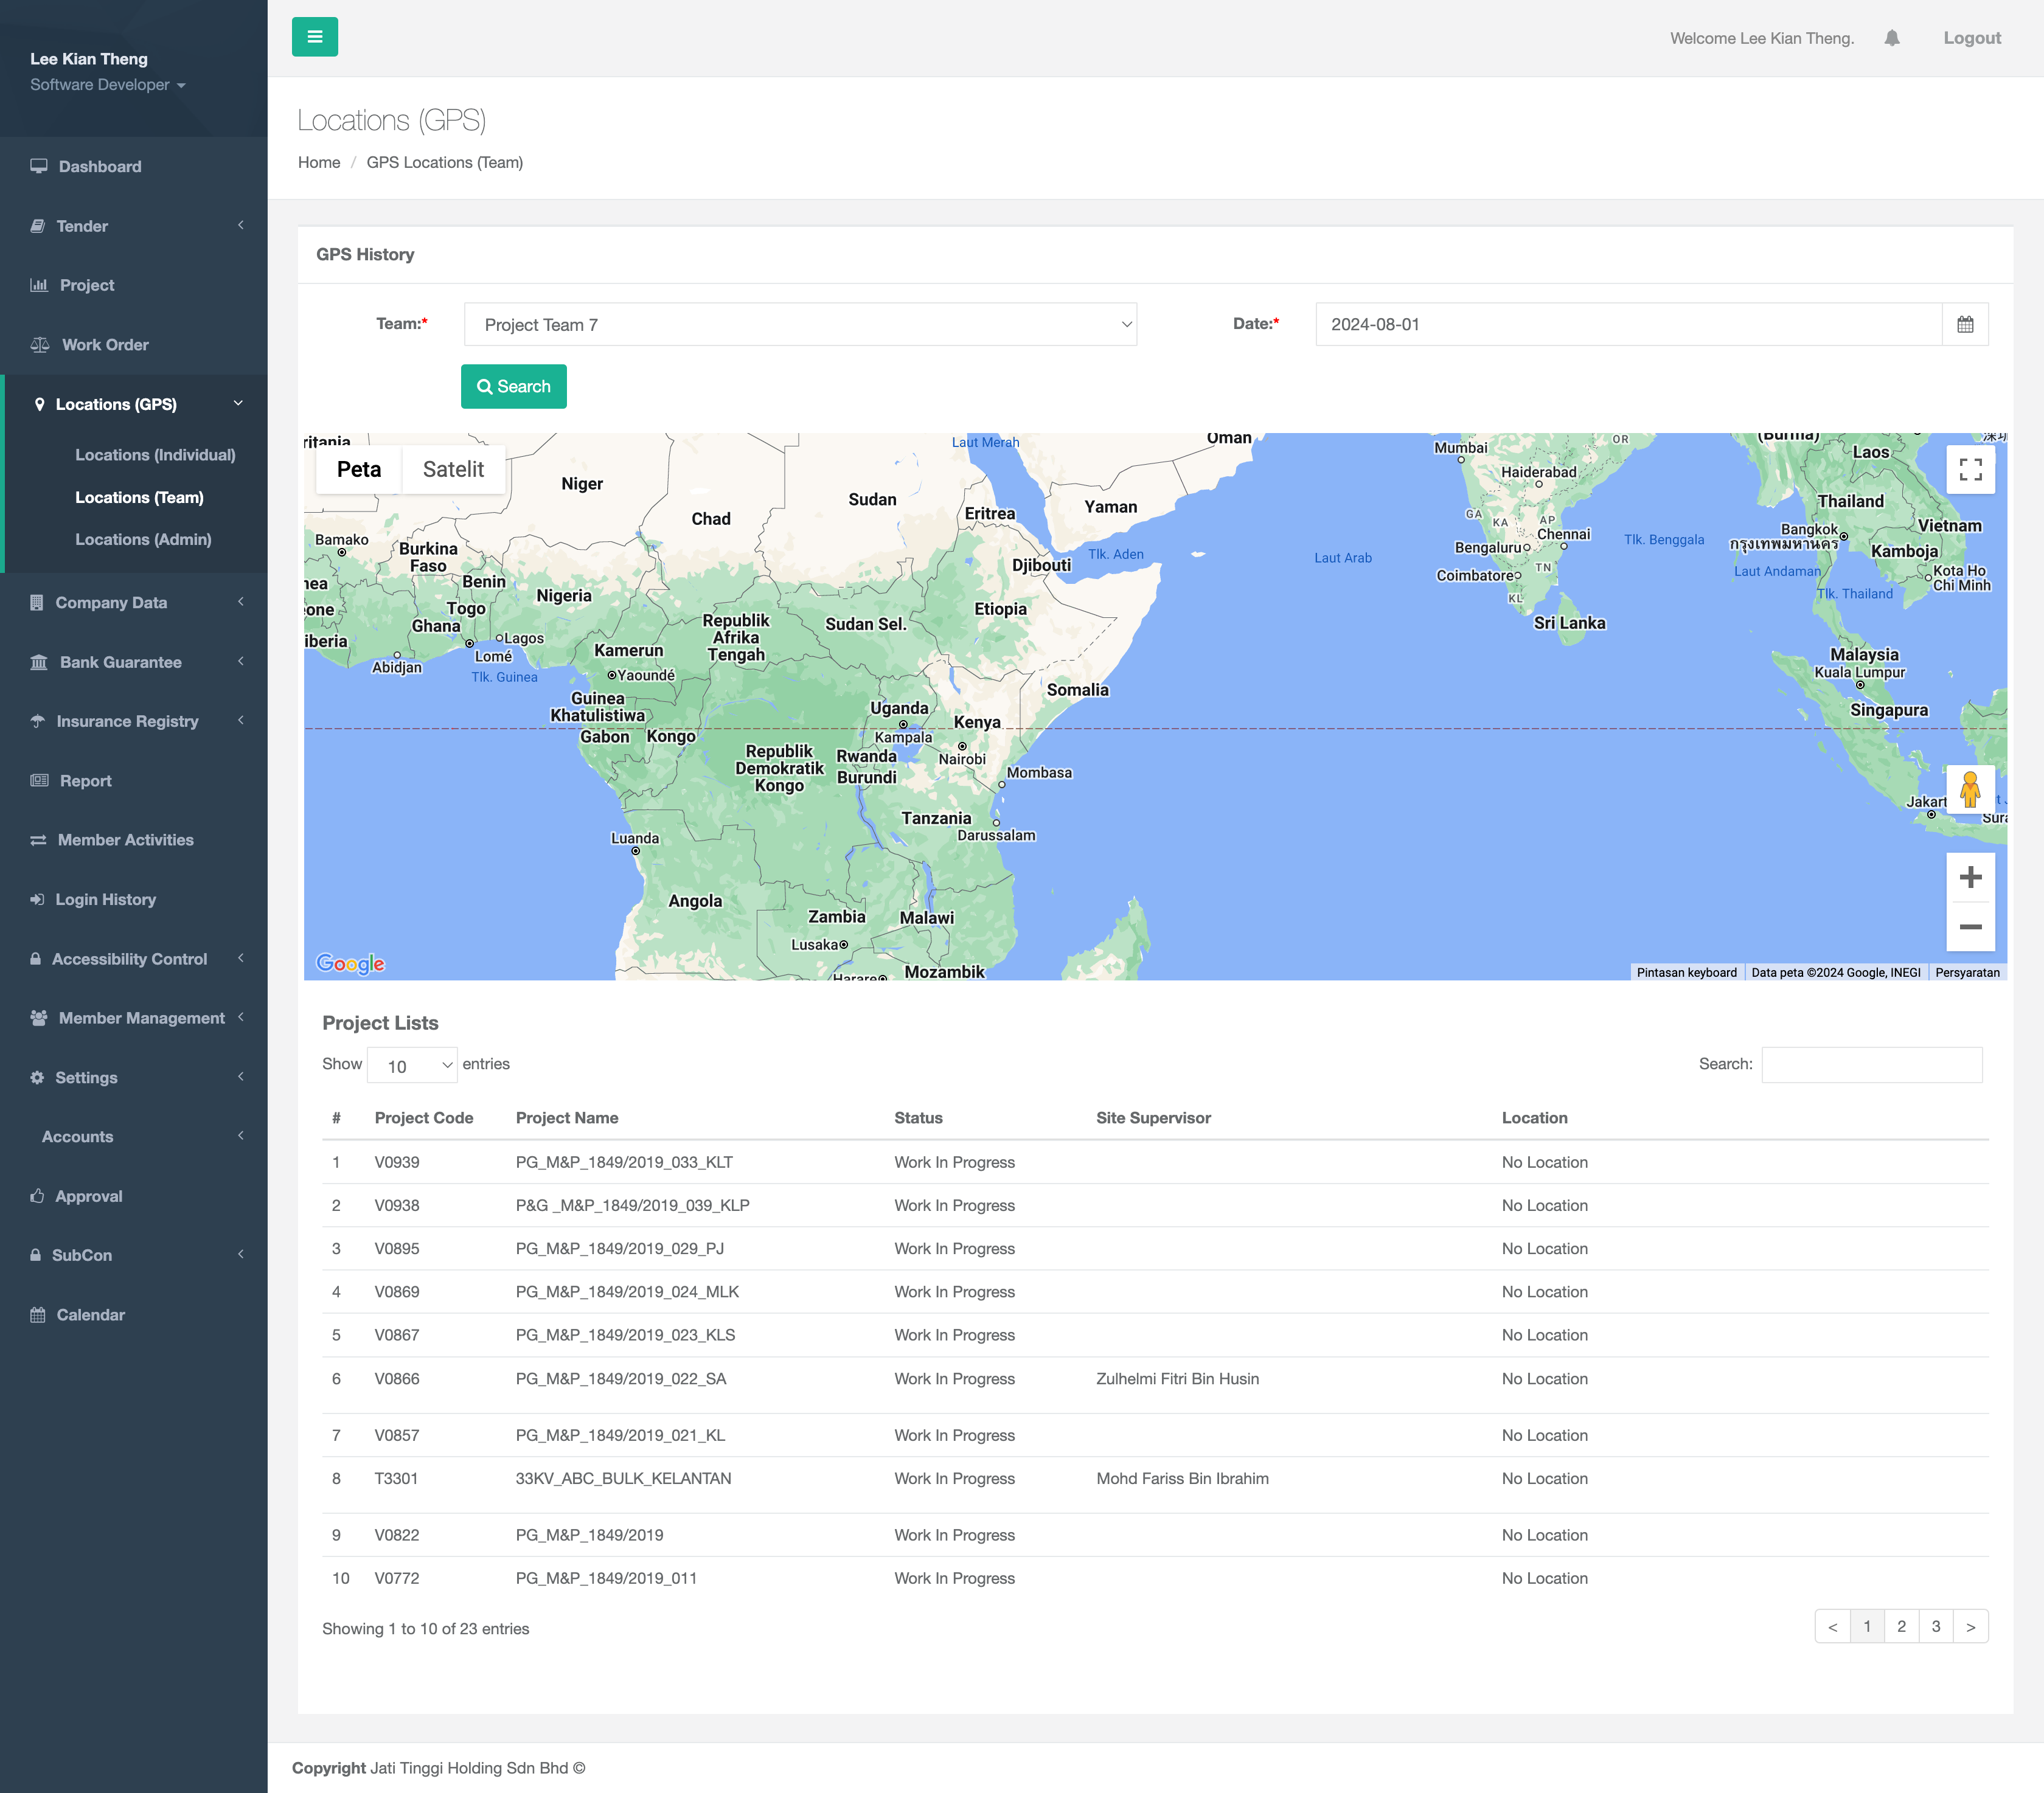 Lee Kian Theng
Software Developer
Dashboard
Tender
Project
Work Order
Locations (GPS)
Locations (Individual)
Locations (Team)
Locations (Admin)
Company Data
Bank Guarantee
Insurance Registry
Report
Member Activities
Login History
Accessibility Control
Member Management
Settings
Accounts
Approval
SubCon
Calendar
Welcome Lee Kian Theng.
Logout
Locations (GPS)
Home / GPS Locations (Team)
GPS History
Team:* Project Team 7 Date:* 2024-08-01
Search
Peta Satelit
ritania
Niger
Chad
Sudan
Eritrea
Laut Merah
Oman
Yaman
Tlk. Aden
Djibouti
Bamako
Burkina
Faso
Benin
Togo
Ghana
Nigeria
nea
one
iberia
Abidjan
Lomé
Lagos
Tlk. Guinea
Kamerun
Yaoundé
Republik
Afrika
Tengah
Sudan Sel.
Etiopia
Somalia
Guinea
Khatulistiwa
Gabon
Kongo
Uganda
Kampala
Kenya
Nairobi
Republik
Demokratik
Kongo
Rwanda
Burundi
Mombasa
Tanzania
Darussalam
Luanda
Angola
Zambia
Malawi
Lusaka
Harare
Mozambik
Laut Arab
Mumbai
Haiderabad
OR
GA
KA
AP
Chennai
Bengaluru
Coimbatore
TN
KL
Sri Lanka
Tlk. Benggala
(Burma)
Laos
Thailand
Bangkok
กรุงเทพมหานคร
Vietnam
Kamboja
Laut Andaman
Kota Ho
Chi Minh
Tlk. Thailand
Malaysia
Kuala Lumpur
Singapura
Jakart
Sura
Google
Pintasan keyboard Data peta ©2024 Google, INEGI Persyaratan
Project Lists
Show 10 entries Search:
# Project Code Project Name Status Site Supervisor Location
1 V0939 PG_M&P_1849/2019_033_KLT Work In Progress No Location
2 V0938 P&G _M&P_1849/2019_039_KLP Work In Progress No Location
3 V0895 PG_M&P_1849/2019_029_PJ Work In Progress No Location
4 V0869 PG_M&P_1849/2019_024_MLK Work In Progress No Location
5 V0867 PG_M&P_1849/2019_023_KLS Work In Progress No Location
6 V0866 PG_M&P_1849/2019_022_SA Work In Progress Zulhelmi Fitri Bin Husin No Location
7 V0857 PG_M&P_1849/2019_021_KL Work In Progress No Location
8 T3301 33KV_ABC_BULK_KELANTAN Work In Progress Mohd Fariss Bin Ibrahim No Location
9 V0822 PG_M&P_1849/2019 Work In Progress No Location
10 V0772 PG_M&P_1849/2019_011 Work In Progress No Location
Showing 1 to 10 of 23 entries
< 1 2 3 >
Copyright Jati Tinggi Holding Sdn Bhd ©